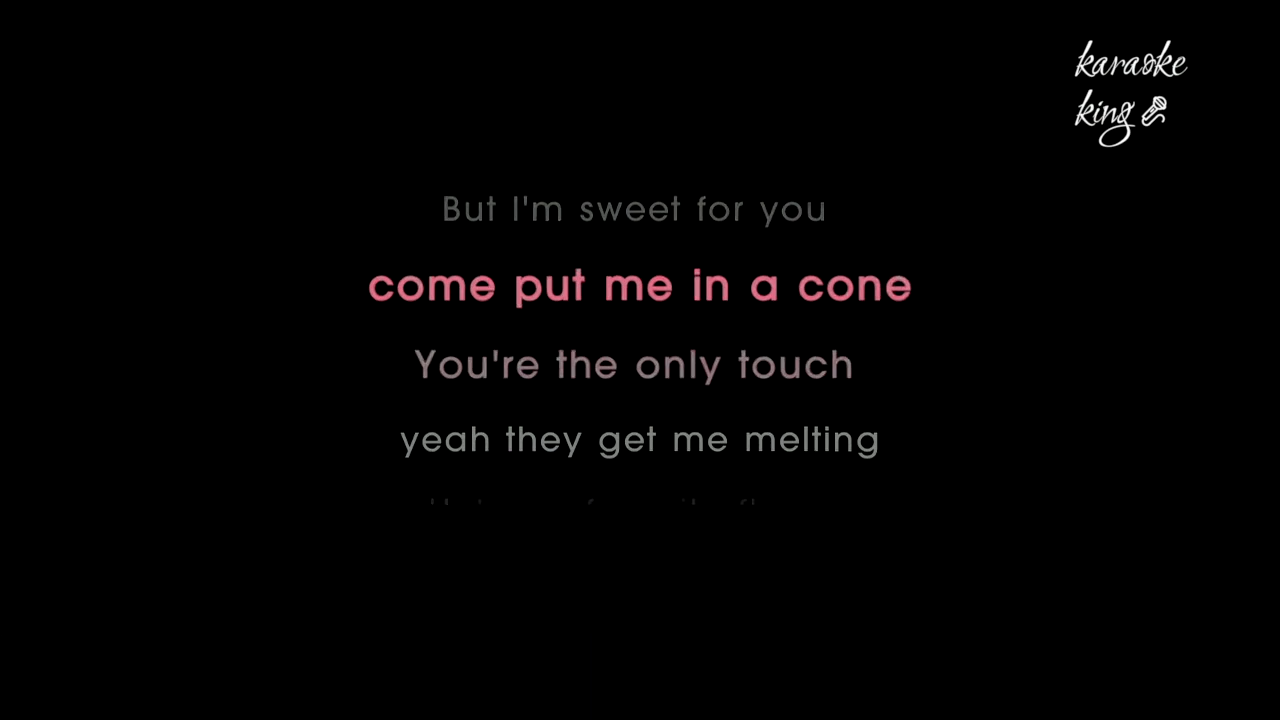 karaoke
king
But I'm sweet for you
come put me in a cone
You're the only touch
yeah they get me melting